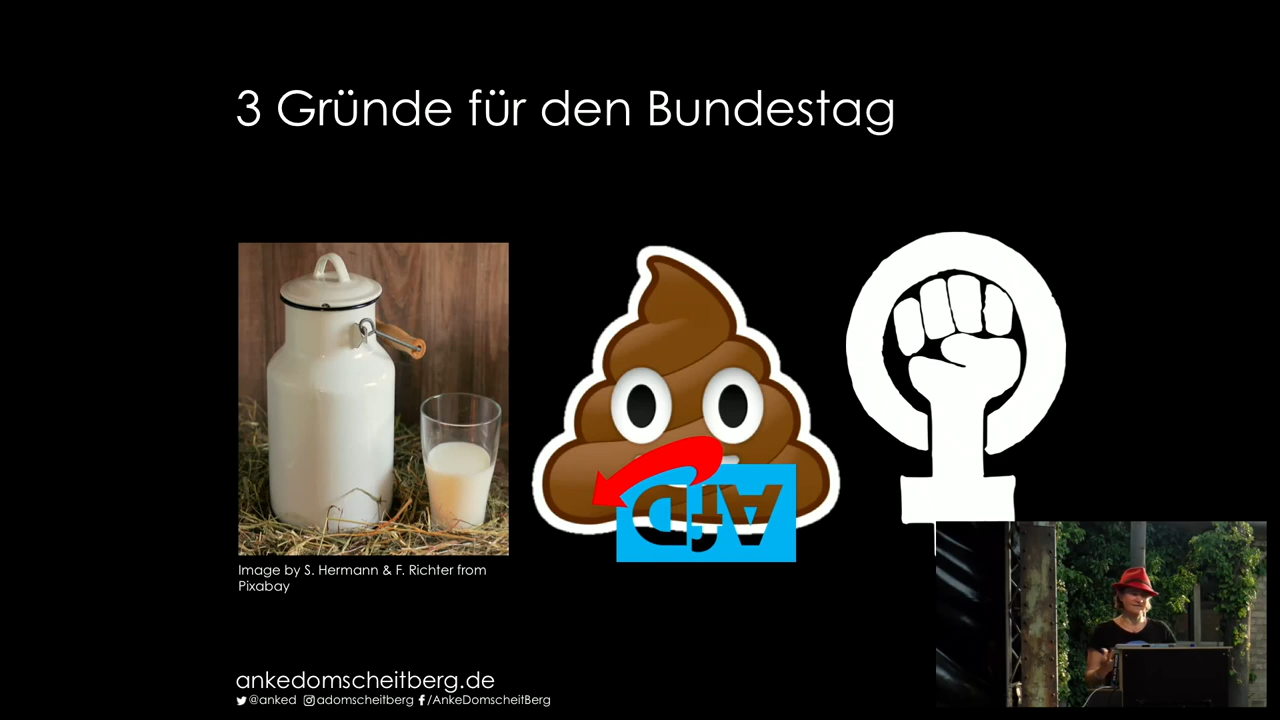 3 Gründe für den Bundestag
AfD
Image by S. Hermann & F. Richter from
Pixabay
ankedomscheitberg.de
@anked adomscheitberg /AnkeDomscheitBerg